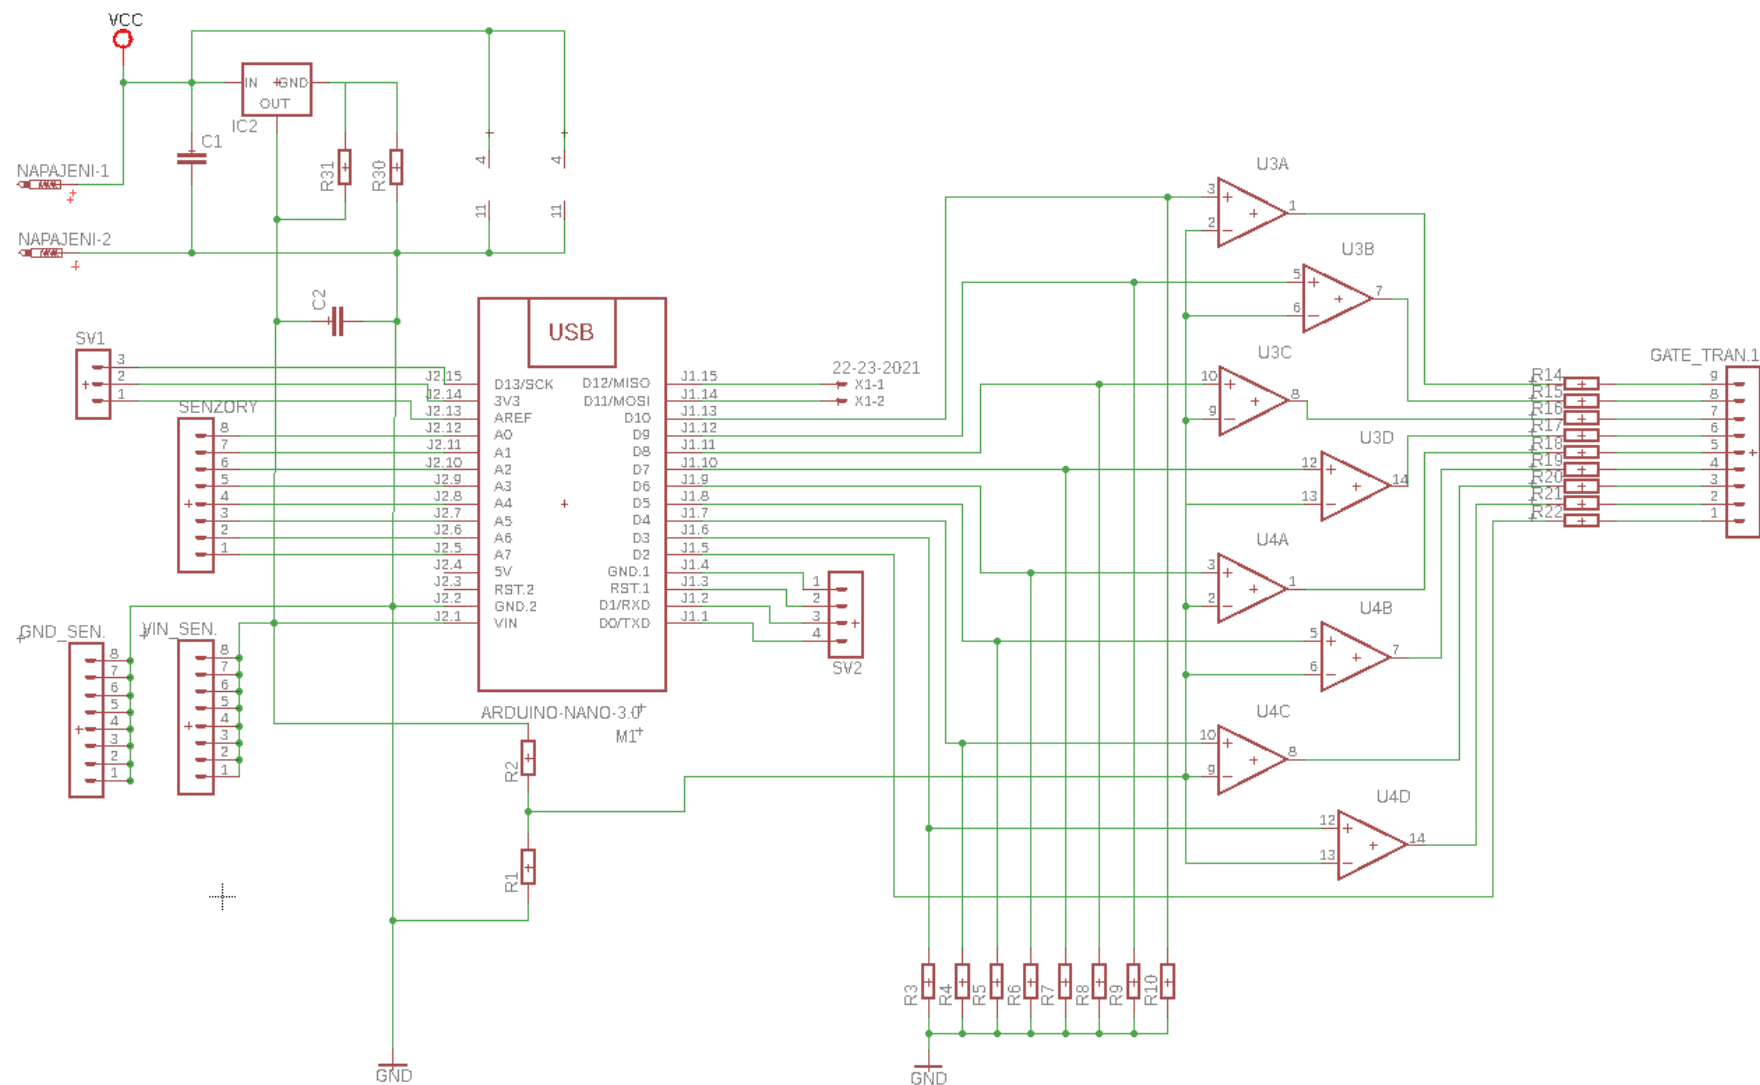 VCC
IN
GND
OUT
IC2
C1
R31
R30
4
4
11
11
NAPAJENI-1
NAPAJENI-2
C2
SV1
3
2
1
SENZORY
8
7
6
5
4
3
2
1
USB
J2.15
J2.14
J2.13
J2.12
J2.11
J2.10
J2.9
J2.8
J2.7
J2.6
J2.5
J2.4
J2.3
J2.2
J2.1
D13/SCK
3V3
AREF
A0
A1
A2
A3
A4
A5
A6
A7
5V
RST.2
GND.2
VIN
D12/MISO
D11/MOSI
D10
D9
D8
D7
D6
D5
D4
D3
D2
GND.1
RST.1
D1/RXD
D0/TXD
J1.15
J1.14
J1.13
J1.12
J1.11
J1.10
J1.9
J1.8
J1.7
J1.6
J1.5
J1.4
J1.3
J1.2
J1.1
22-23-2021
X1-1
X1-2
1
2
3
4
SV2
ARDUINO-NANO-3.0
M1
GND_SEN.
8
7
6
5
4
3
2
1
VIN_SEN.
8
7
6
5
4
3
2
1
R2
R1
GND
U3A
3
2
1
U3B
5
6
7
U3C
10
9
8
U3D
12
13
14
U4A
3
2
1
U4B
5
6
7
U4C
10
9
8
U4D
12
13
14
R3
R4
R5
R6
R7
R8
R9
R10
GND
R14
R15
R16
R17
R18
R19
R20
R21
R22
GATE_TRAN.1
9
8
7
6
5
4
3
2
1